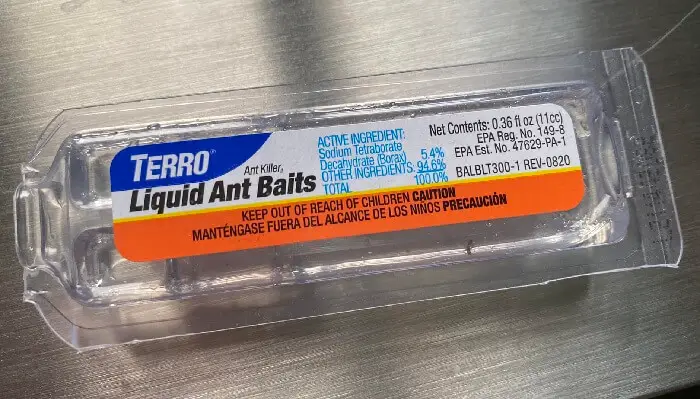 TERRO®
Ant Killer
Liquid Ant Baits
ACTIVE INGREDIENT:
Sodium Tetraborate
Decahydrate (Borax) 5.4%
OTHER INGREDIENTS: 94.6%
TOTAL 100.0%
Net Contents: 0.36 fl oz (11cc)
EPA Reg. No. 149-8
EPA Est. No. 47629-PA-1
BALBLT300-1 REV-0820
KEEP OUT OF REACH OF CHILDREN CAUTION
MANTÉNGASE FUERA DEL ALCANCE DE LOS NIÑOS PRECAUCIÓN